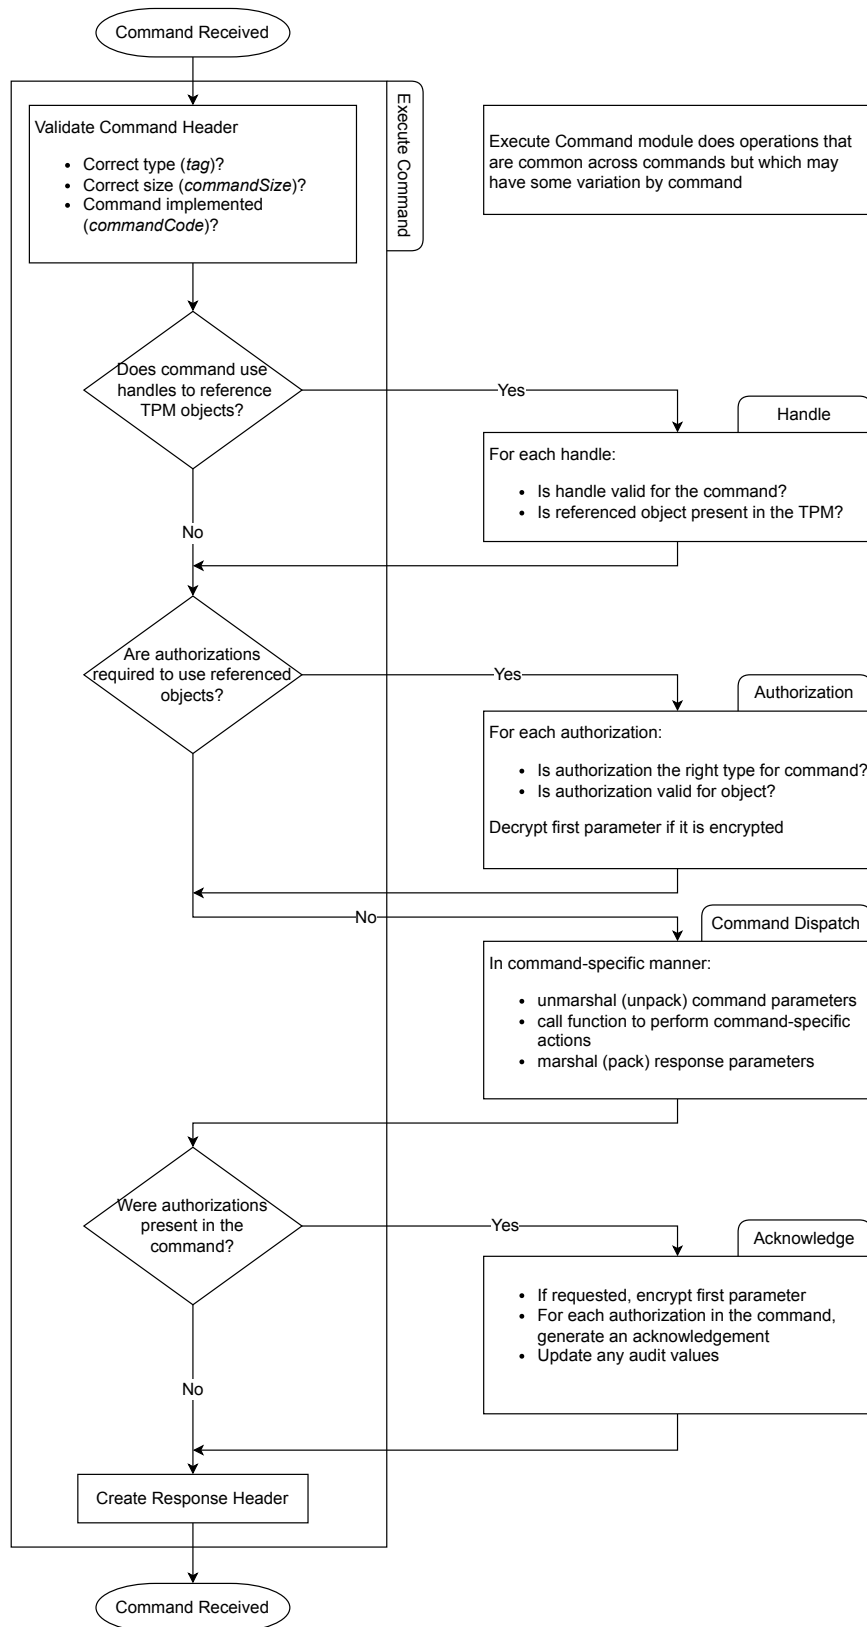 Command Received
Execute Command
Validate Command Header
• Correct type (tag)?
• Correct size (commandSize)?
• Command implemented
(commandCode)?
Execute Command module does operations that
are common across commands but which may
have some variation by command
Does command use
handles to reference
TPM objects?
Yes
No
Handle
For each handle:
• Is handle valid for the command?
• Is referenced object present in the TPM?
Are authorizations
required to use referenced
objects?
Yes
Authorization
For each authorization:
• Is authorization the right type for command?
• Is authorization valid for object?
Decrypt first parameter if it is encrypted
No
Command Dispatch
In command-specific manner:
• unmarshal (unpack) command parameters
• call function to perform command-specific
actions
• marshal (pack) response parameters
Were authorizations
present in the
command?
Yes
No
Acknowledge
• If requested, encrypt first parameter
• For each authorization in the command,
generate an acknowledgement
• Update any audit values
Create Response Header
Command Received